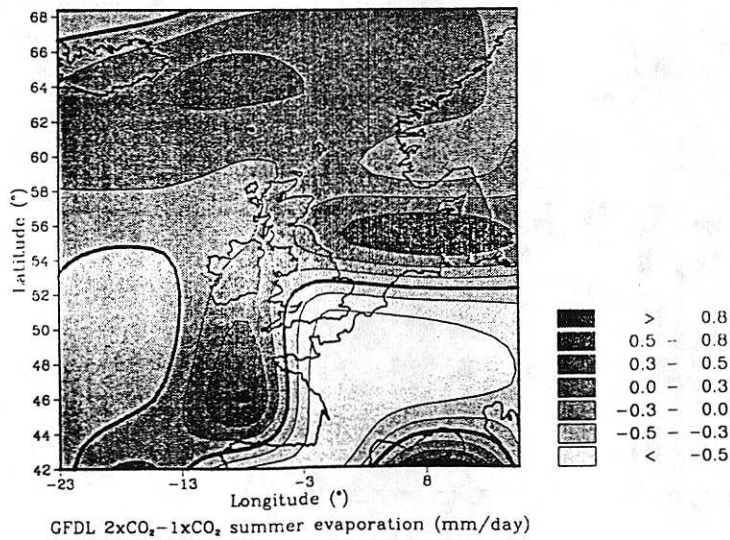 68
66
64
62
60
58
56
54
52
50
48
46
44
42
Latitude (°)
-23 -13 -3 8
Longitude (°)
> 0.8
0.5 - 0.8
0.3 - 0.5
0.0 - 0.3
-0.3 - 0.0
-0.5 - -0.3
< -0.5
GFDL 2xCO₂-1xCO₂ summer evaporation (mm/day)